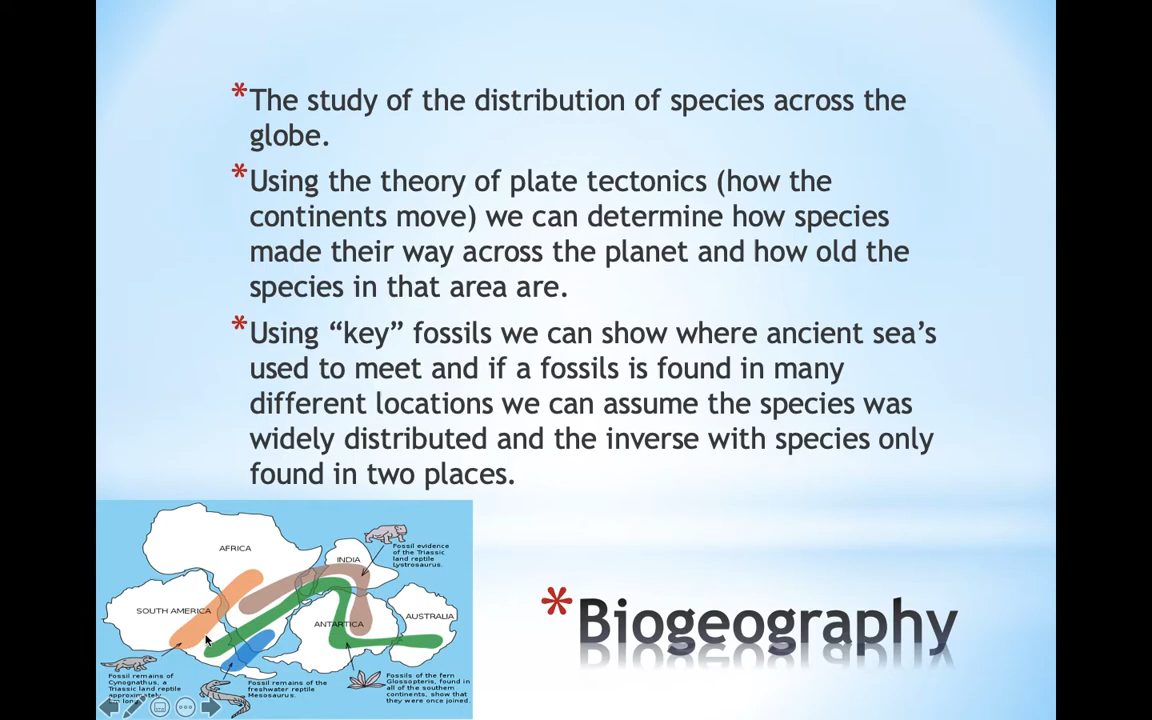 *The study of the distribution of species across the
globe.
*Using the theory of plate tectonics (how the
continents move) we can determine how species
made their way across the planet and how old the
species in that area are.
*Using “key” fossils we can show where ancient sea’s
used to meet and if a fossils is found in many
different locations we can assume the species was
widely distributed and the inverse with species only
found in two places.
AFRICA
INDIA
Fossil evidence
of the Triassic
land reptile
Lystrosaurus.
SOUTH AMERICA
ANTARTICA
AUSTRALIA
Fossil remains of
Cynognathus, a
Triassic land reptile
approximately
long
Fossil remains of the
freshwater reptile
Mesosaurus.
Fossils of the fern
Glossopteris, found in
all of the southern
continents, show that
they were once joined.
*Biogeography